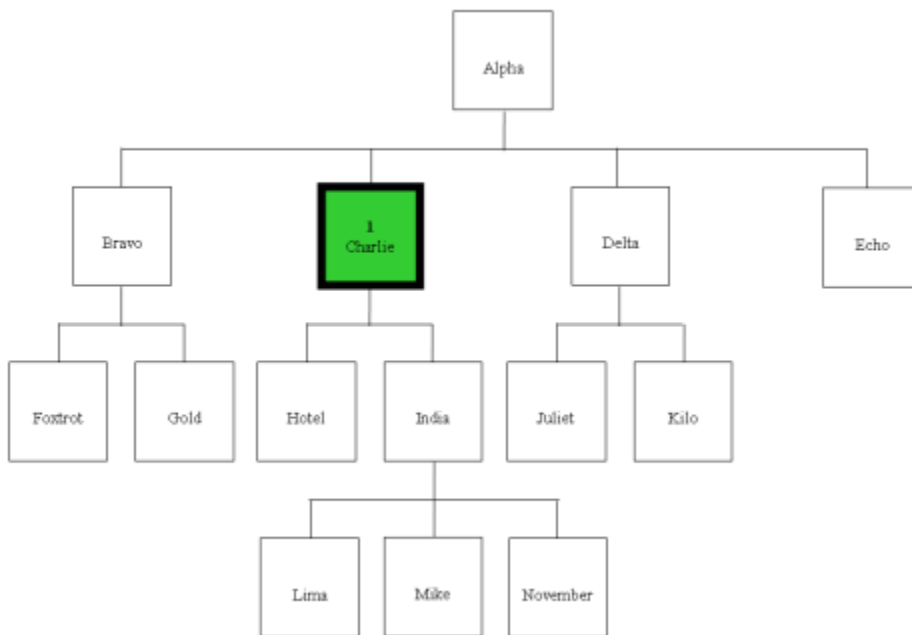 Alpha
Bravo
1
Charlie
Delta
Echo
Foxtrot
Gold
Hotel
India
Juliet
Kilo
Lima
Mike
November